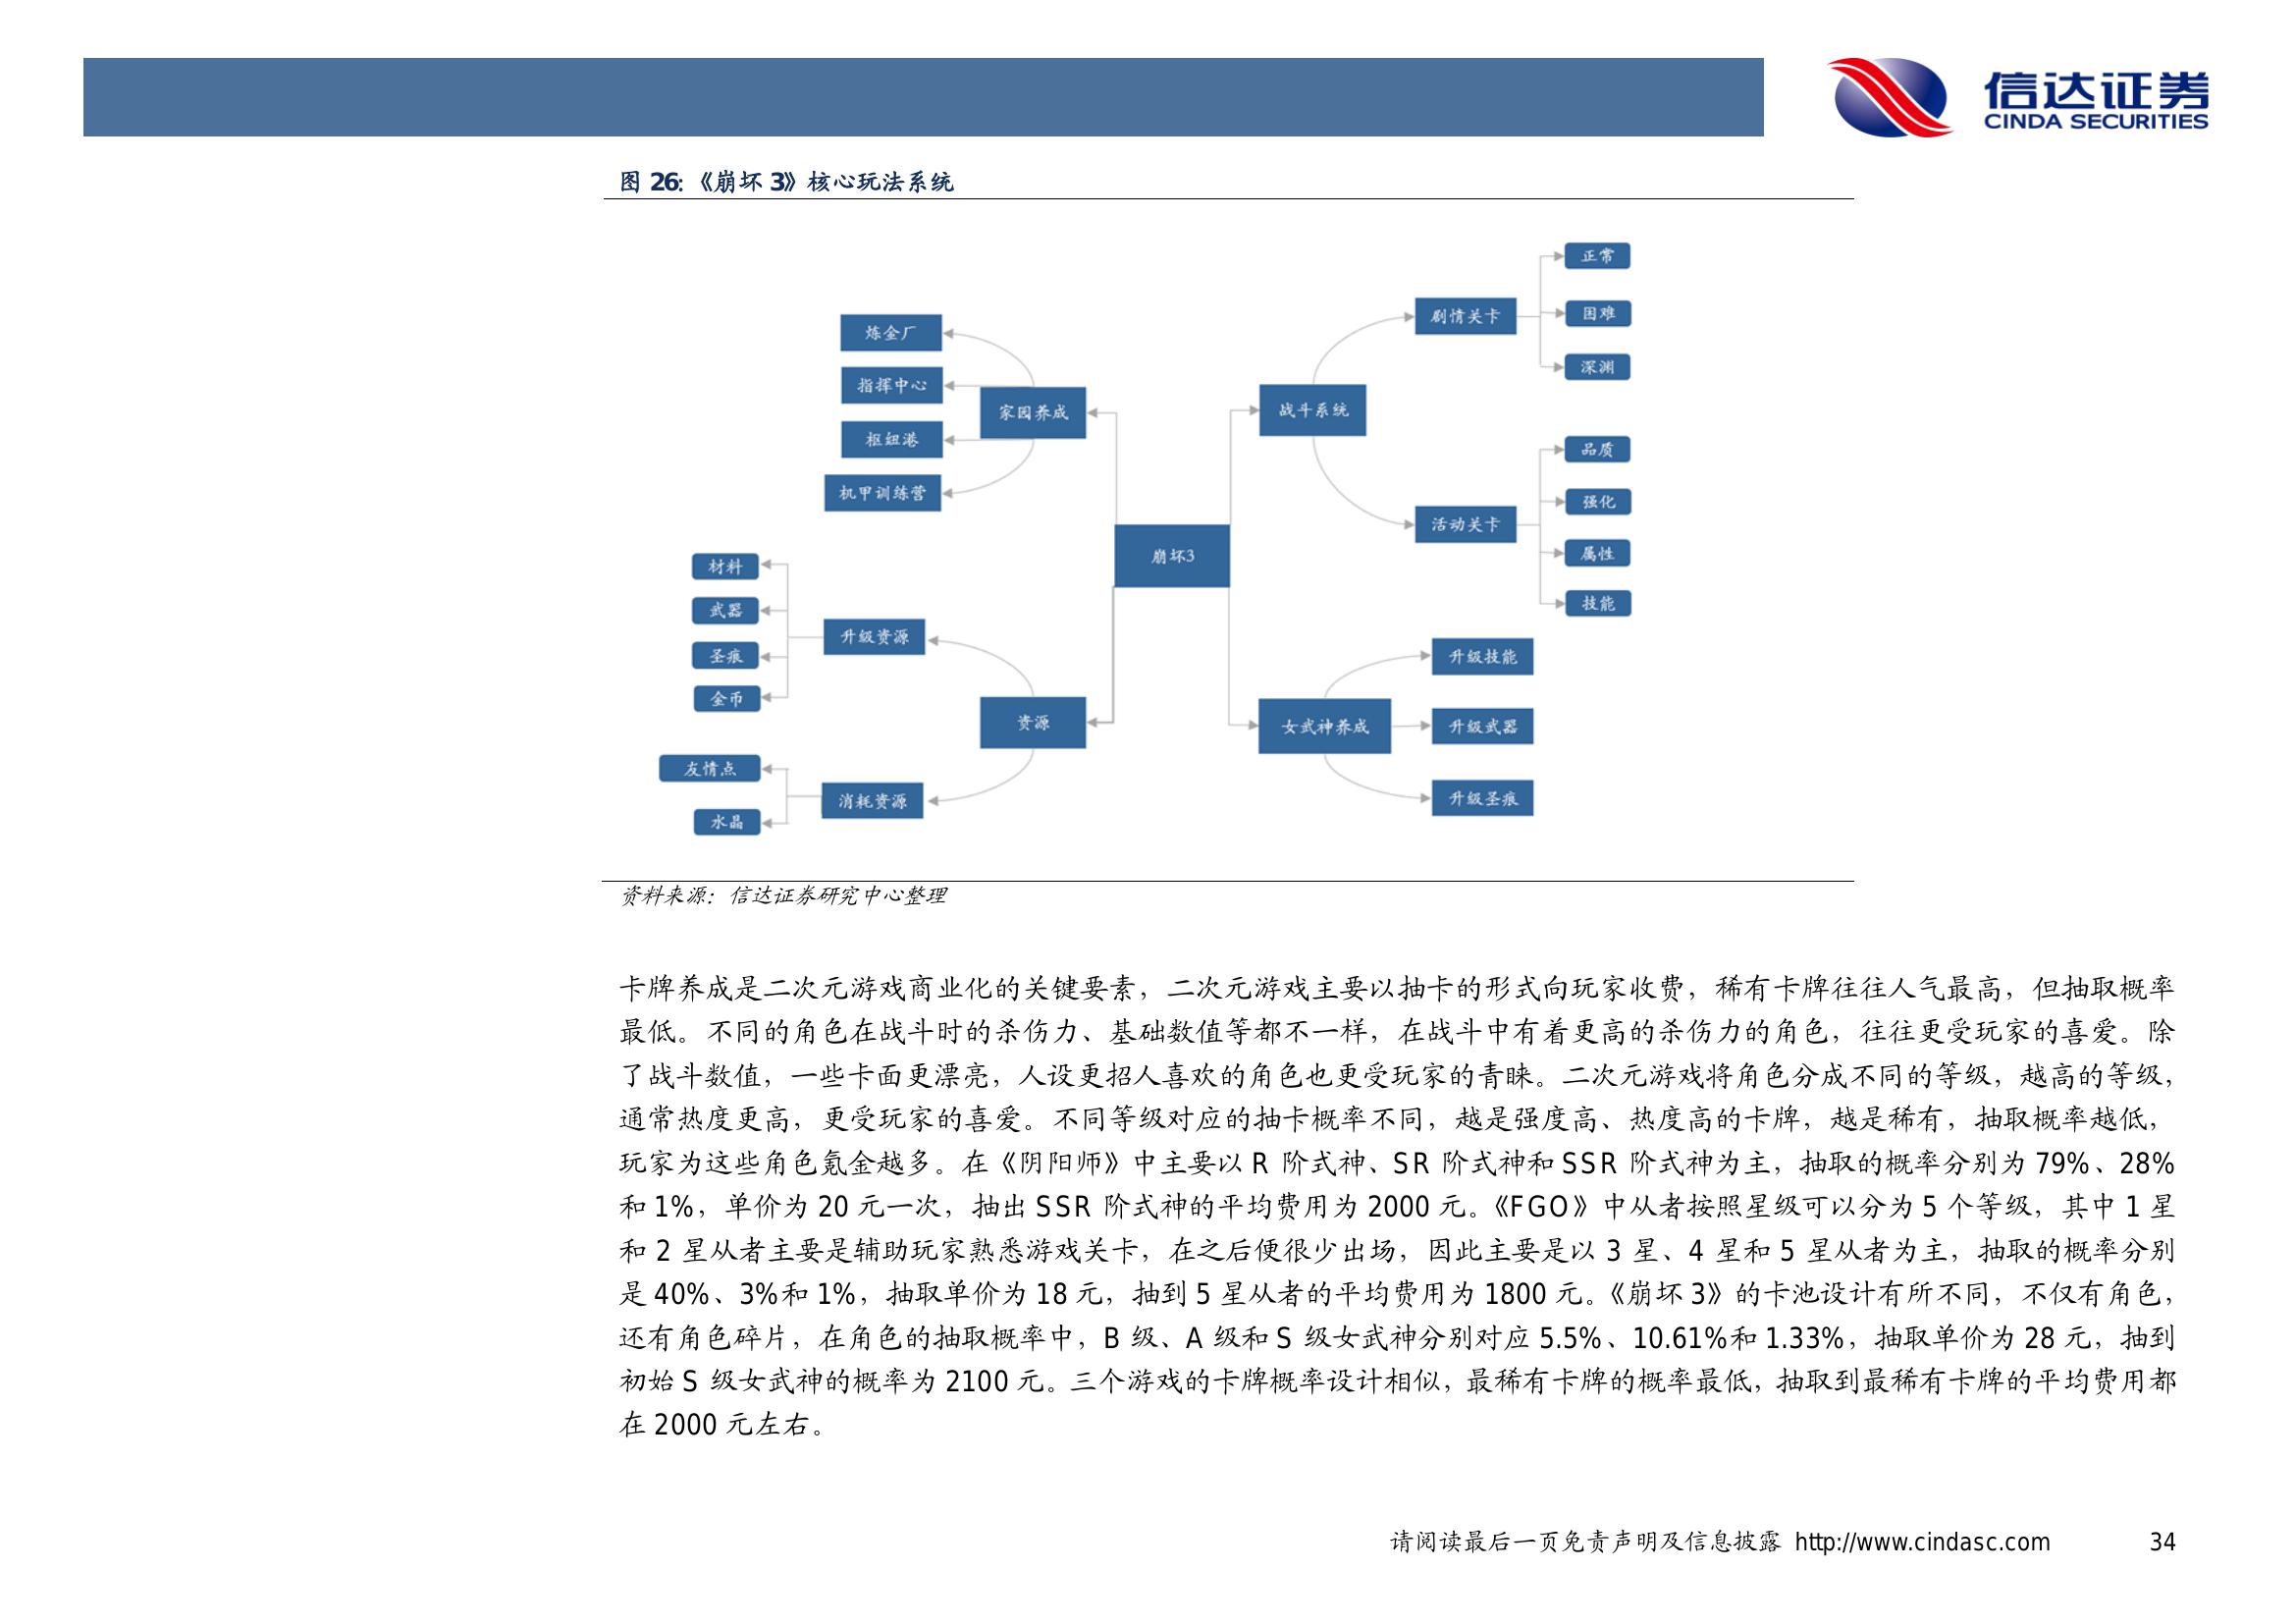 信达证券
CINDA SECURITIES
图 26:《崩坏 3》核心玩法系统
正常
剧情关卡
困难
炼金厂
深渊
指挥中心
家园养成
战斗系统
枢纽港
品质
机甲训练营
强化
活动关卡
崩坏3
属性
材料
武器
技能
升级资源
圣痕
升级技能
金币
资源
女武神养成
升级武器
友情点
消耗资源
升级圣痕
水晶
资料来源：信达证券研究中心整理
卡牌养成是二次元游戏商业化的关键要素，二次元游戏主要以抽卡的形式向玩家收费，稀有卡牌往往人气最高，但抽取概率
最低。不同的角色在战斗时的杀伤力、基础数值等都不一样，在战斗中有着更高的杀伤力的角色，往往更受玩家的喜爱。除
了战斗数值，一些卡面更漂亮，人设更招人喜欢的角色也更受玩家的青睐。二次元游戏将角色分成不同的等级，越高的等级，
通常热度更高，更受玩家的喜爱。不同等级对应的抽卡概率不同，越是强度高、热度高的卡牌，越是稀有，抽取概率越低，
玩家为这些角色氪金越多。在《阴阳师》中主要以 R 阶式神、SR 阶式神和 SSR 阶式神为主，抽取的概率分别为 79%、28%
和 1%，单价为 20 元一次，抽出 SSR 阶式神的平均费用为 2000 元。《FGO》中从者按照星级可以分为 5 个等级，其中 1 星
和 2 星从者主要是辅助玩家熟悉游戏关卡，在之后便很少出场，因此主要是以 3 星、4 星和 5 星从者为主，抽取的概率分别
是 40%、3%和 1%，抽取单价为 18 元，抽到 5 星从者的平均费用为 1800 元。《崩坏 3》的卡池设计有所不同，不仅有角色，
还有角色碎片，在角色的抽取概率中，B 级、A 级和 S 级女武神分别对应 5.5%、10.61%和 1.33%，抽取单价为 28 元，抽到
初始 S 级女武神的概率为 2100 元。三个游戏的卡牌概率设计相似，最稀有卡牌的概率最低，抽取到最稀有卡牌的平均费用都
在 2000 元左右。
请阅读最后一页免责声明及信息披露 http://www.cindasc.com 34